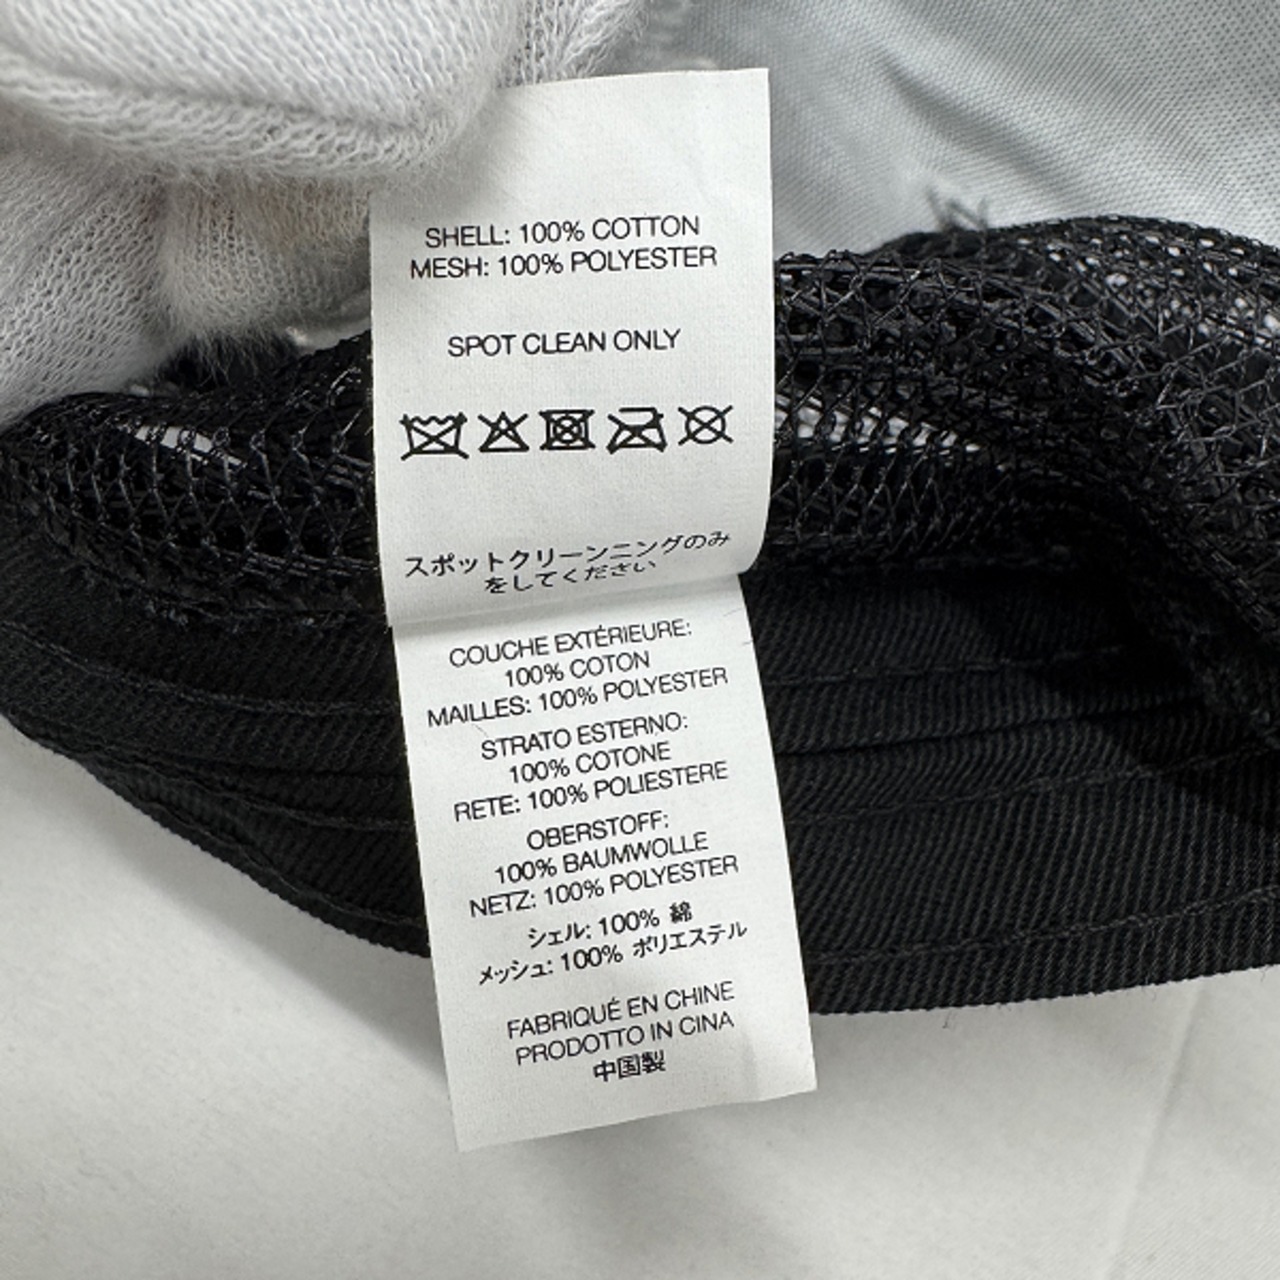 SHELL: 100% COTTON
MESH: 100% POLYESTER
SPOT CLEAN ONLY
スポットクリーンニングのみ
をしてください
COUCHE EXTÉRIEURE:
100% COTON
MAILLES: 100% POLYESTER
STRATO ESTERNO:
100% COTONE
RETE: 100% POLIESTERE
OBERSTOFF:
100% BAUMWOLLE
NETZ: 100% POLYESTER
シェル: 100% 綿
メッシュ: 100% ポリエステル
FABRIQUÉ EN CHINE
PRODOTTO IN CINA
中国製